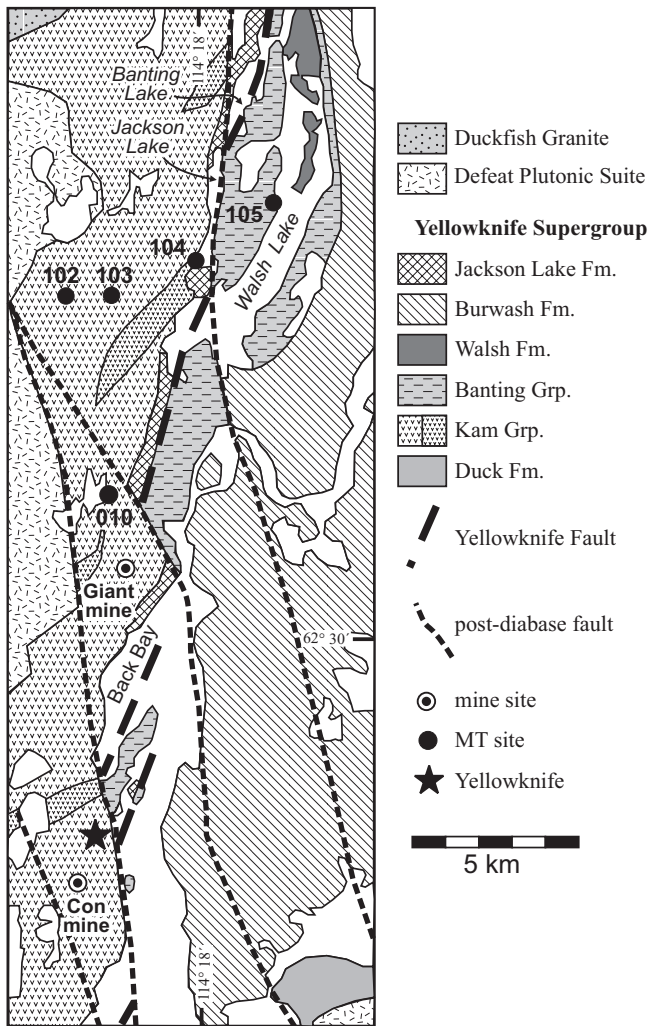 114° 18´
Banting
Lake
Jackson
Lake
105
104
102
103
Walsh Lake
010
Giant
mine
62° 30´
Back Bay
Con
mine
114° 18´
Duckfish Granite
Defeat Plutonic Suite
Yellowknife Supergroup
Jackson Lake Fm.
Burwash Fm.
Walsh Fm.
Banting Grp.
Kam Grp.
Duck Fm.
Yellowknife Fault
post-diabase fault
mine site
MT site
Yellowknife
5 km